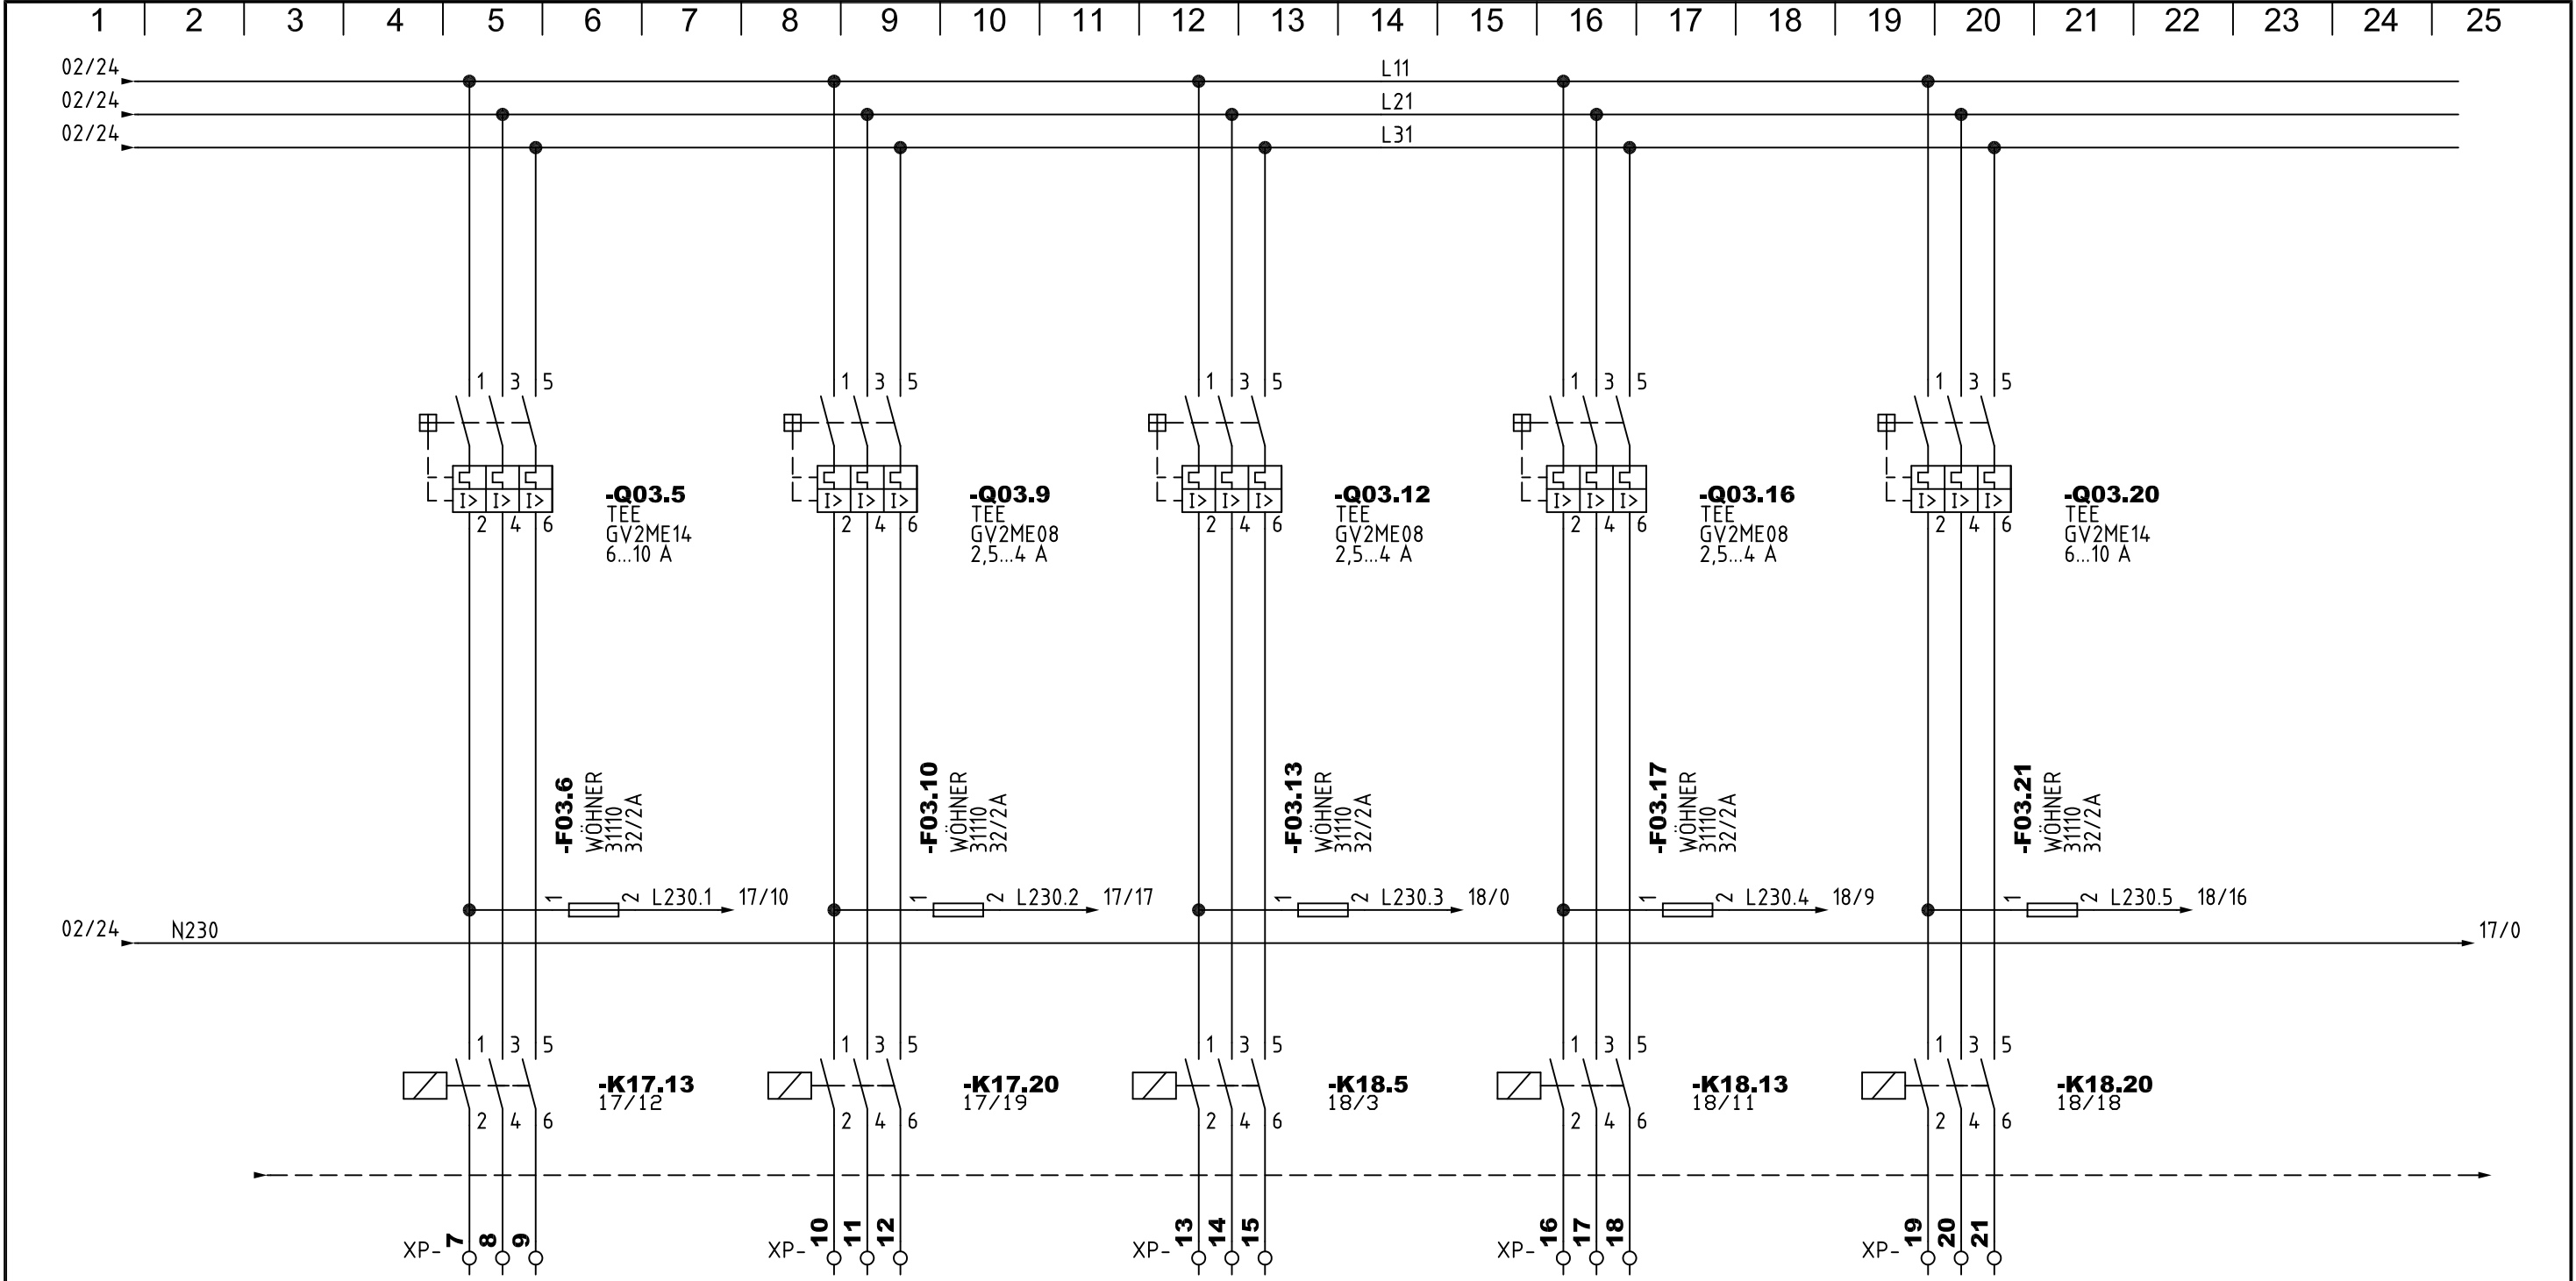 1 2 3 4 5 6 7 8 9 10 11 12 13 14 15 16 17 18 19 20 21 22 23 24 25
02/24 L11
02/24 L21
02/24 L31
1 3 5 1 3 5 1 3 5 1 3 5 1 3 5
I> I> I> I> I> I> I> I> I> I> I> I> I> I> I>
2 4 6 2 4 6 2 4 6 2 4 6 2 4 6
-Q03.5
TEE
GV2ME14
6...10 A
-Q03.9
TEE
GV2ME08
2,5...4 A
-Q03.12
TEE
GV2ME08
2,5...4 A
-Q03.16
TEE
GV2ME08
2,5...4 A
-Q03.20
TEE
GV2ME14
6...10 A
-F03.6
WÖHNER
31110
32/2A
-F03.10
WÖHNER
31110
32/2A
-F03.13
WÖHNER
31110
32/2A
-F03.17
WÖHNER
31110
32/2A
-F03.21
WÖHNER
31110
32/2A
1 2 L230.1 17/10 1 2 L230.2 17/17 1 2 L230.3 18/0 1 2 L230.4 18/9 1 2 L230.5 18/16
02/24 N230 17/0
1 3 5 1 3 5 1 3 5 1 3 5 1 3 5
-K17.13
17/12
-K17.20
17/19
-K18.5
18/3
-K18.13
18/11
-K18.20
18/18
2 4 6 2 4 6 2 4 6 2 4 6 2 4 6
XP- 7 8 9 XP- 10 11 12 XP- 13 14 15 XP- 16 17 18 XP- 19 20 21